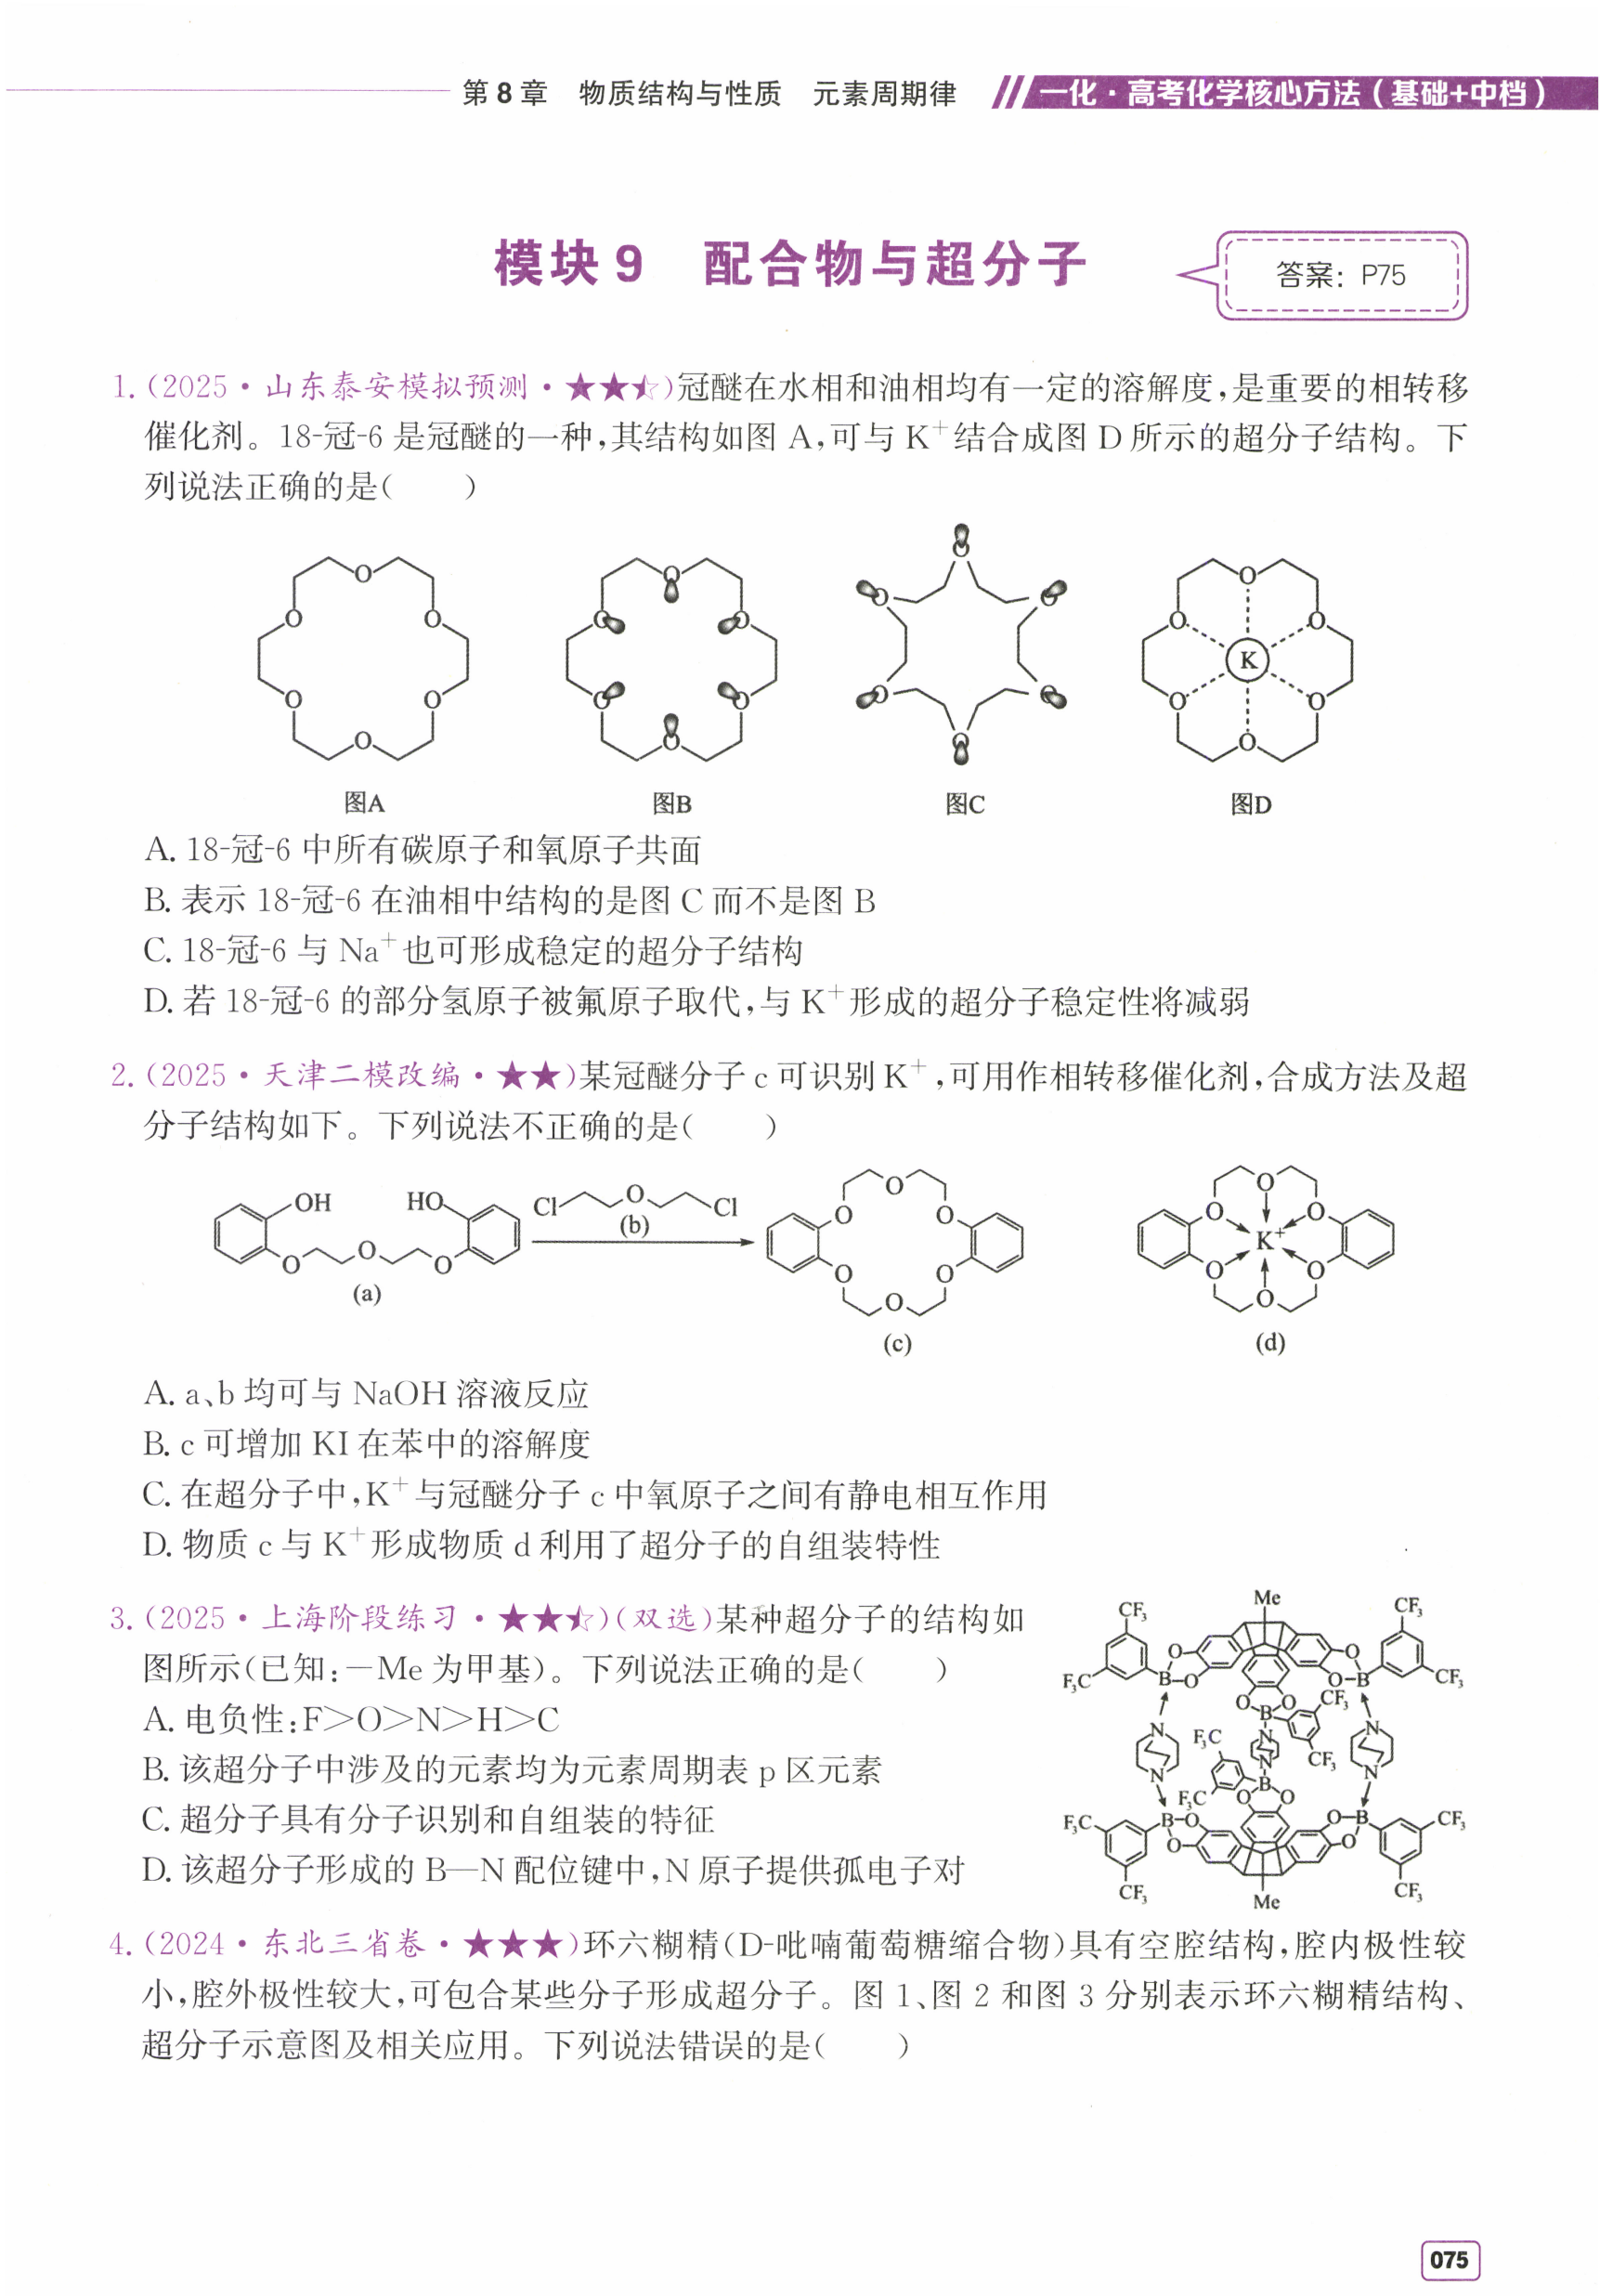 第8章 物质结构与性质 元素周期律 一化·高考化学核心方法(基础+中档)
模块9 配合物与超分子
答案：P75
1.(2025·山东泰安模拟预测·★★⯪)冠醚在水相和油相均有一定的溶解度,是重要的相转移
催化剂。18-冠-6是冠醚的一种,其结构如图A,可与K⁺结合成图D所示的超分子结构。下
列说法正确的是( )
O O O O O O
O O O O O O
O O O O O O
O O O O O O K
图A 图B 图C 图D
A. 18-冠-6中所有碳原子和氧原子共面
B. 表示18-冠-6在油相中结构的是图C而不是图B
C. 18-冠-6与Na⁺也可形成稳定的超分子结构
D. 若18-冠-6的部分氢原子被氟原子取代,与K⁺形成的超分子稳定性将减弱
2.(2025·天津二模改编·★★)某冠醚分子c可识别K⁺,可用作相转移催化剂,合成方法及超
分子结构如下。下列说法不正确的是( )
OH HO O O O
(a)
Cl O Cl
(b)
O O O O O O
(c)
O O O O O O K⁺
(d)
A. a、b均可与NaOH溶液反应
B. c可增加KI在苯中的溶解度
C. 在超分子中,K⁺与冠醚分子c中氧原子之间有静电相互作用
D. 物质c与K⁺形成物质d利用了超分子的自组装特性
3.(2025·上海阶段练习·★★⯪)(双选)某种超分子的结构如
图所示(已知:—Me为甲基)。下列说法正确的是( )
A. 电负性:F>O>N>H>C
B. 该超分子中涉及的元素均为元素周期表p区元素
C. 超分子具有分子识别和自组装的特征
D. 该超分子形成的B—N配位键中,N原子提供孤电子对
Me
CF₃ CF₃
O O
F₃C B-O O-B CF₃
O O CF₃
B
N N N
F₃C
N CF₃
N N
B
F₃C O O
F₃C B-O O-B CF₃
O O
CF₃ Me CF₃
4.(2024·东北三省卷·★★★)环六糊精(D-吡喃葡萄糖缩合物)具有空腔结构,腔内极性较
小,腔外极性较大,可包合某些分子形成超分子。图1、图2和图3分别表示环六糊精结构、
超分子示意图及相关应用。下列说法错误的是( )
075